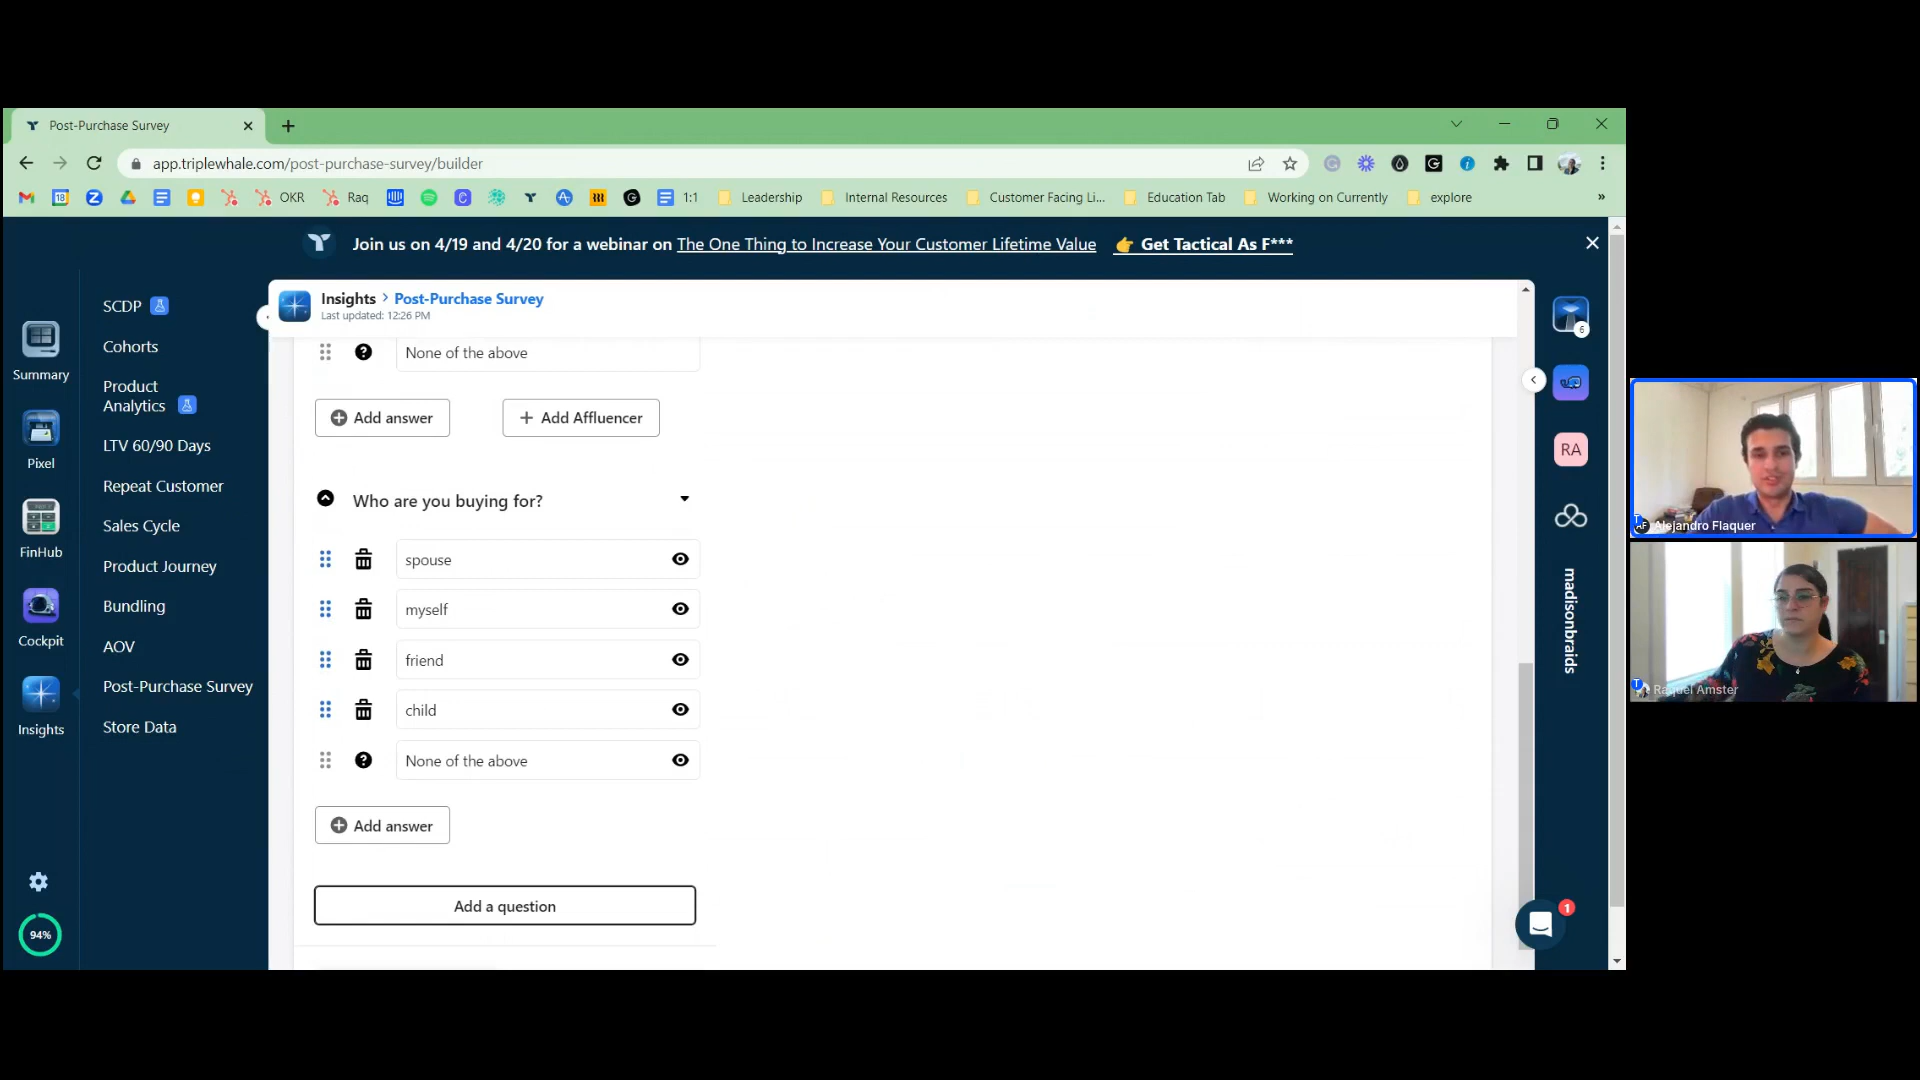 Post-Purchase Survey
app.triplewhale.com/post-purchase-survey/builder
18
OKR
Raq
1:1
Leadership
Internal Resources
Customer Facing Li...
Education Tab
Working on Currently
explore
»
Join us on 4/19 and 4/20 for a webinar on The One Thing to Increase Your Customer Lifetime Value 👉 Get Tactical As F***
Summary
Pixel
FinHub
Cockpit
Insights
94%
SCDP
Cohorts
Product
Analytics
LTV 60/90 Days
Repeat Customer
Sales Cycle
Product Journey
Bundling
AOV
Post-Purchase Survey
Store Data
Insights > Post-Purchase Survey
Last updated: 12:26 PM
None of the above
Add answer
+ Add Affluencer
Who are you buying for?
spouse
myself
friend
child
None of the above
Add answer
Add a question
6
RA
madisonbraids
1
AF
Alejandro Flaquer
Raquel Amster